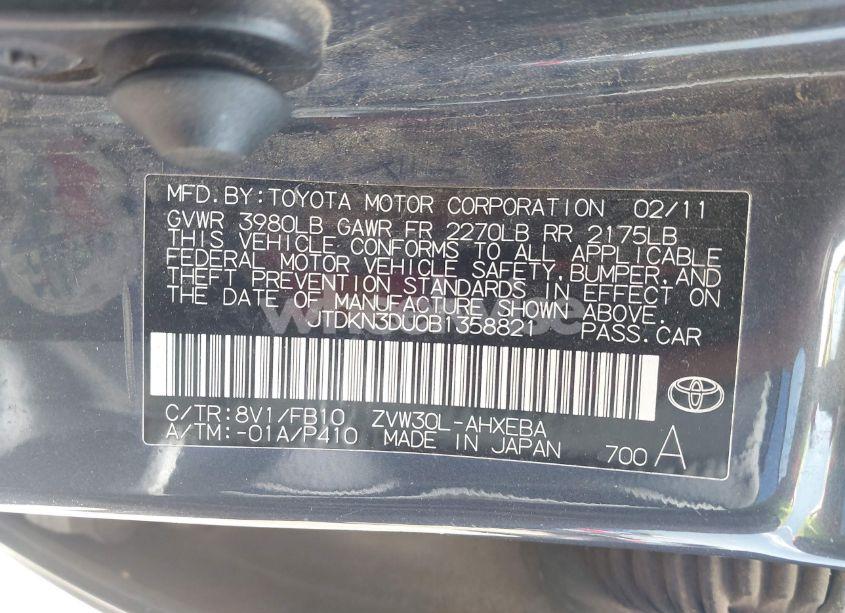 MFD.BY:TOYOTA MOTOR CORPORATION 02/11
GVWR 3980LB GAWR FR 2270LB RR 2175LB
THIS VEHICLE CONFORMS TO ALL APPLICABLE
FEDERAL MOTOR VEHICLE SAFETY,BUMPER,AND
THEFT PREVENTION STANDARDS IN EFFECT ON
THE DATE OF MANUFACTURE SHOWN ABOVE.
JTDKN3DU0B1358821 PASS.CAR
C/TR:8V1/FB10 ZVW30L-AHXEBA
A/TM:-01A/P410 MADE IN JAPAN 700 A